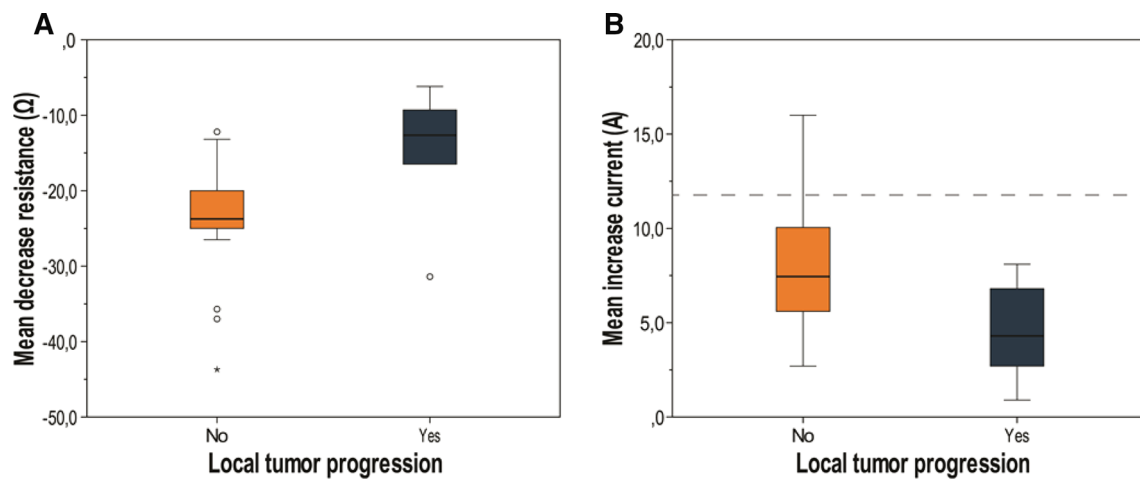 A
B
Mean decrease resistance (Ω)
,0
-10,0
-20,0
-30,0
-40,0
-50,0
No
Yes
Local tumor progression
Mean increase current (A)
20,0
15,0
10,0
5,0
,0
No
Yes
Local tumor progression